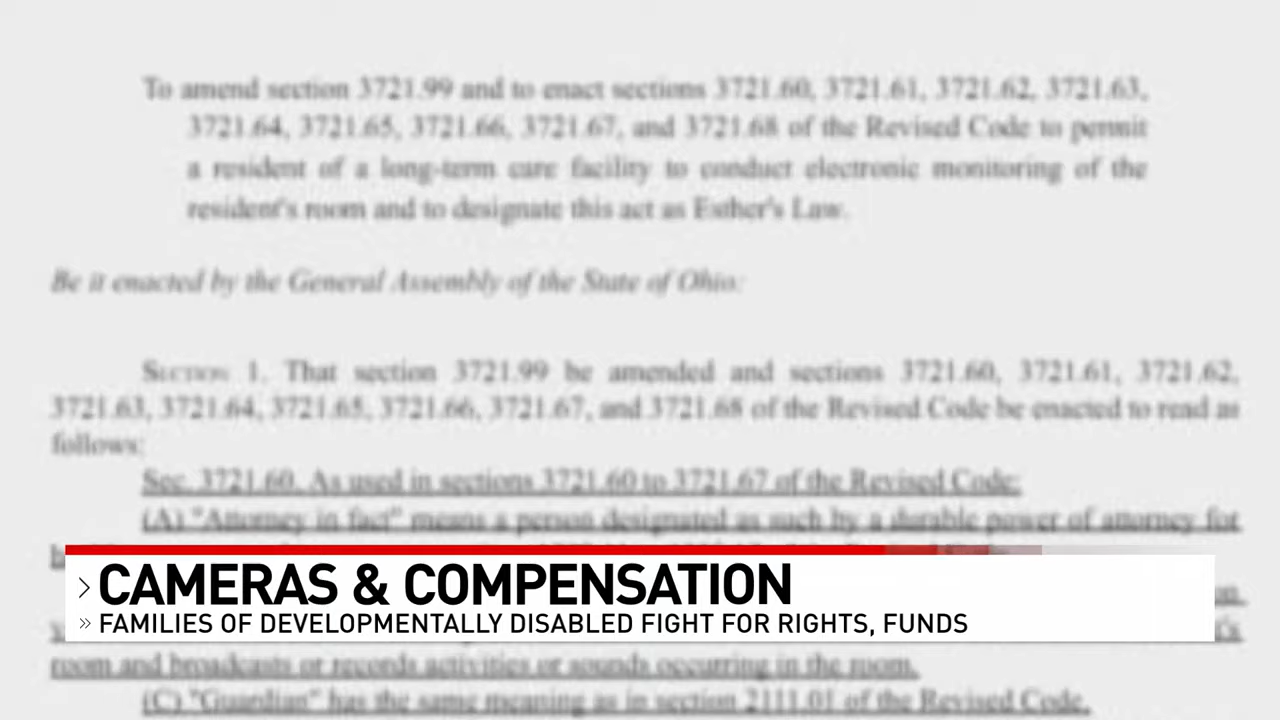 To amend section 3721.99 and to enact sections 3721.60, 3721.61, 3721.62, 3721.63,
3721.64, 3721.65, 3721.66, 3721.67, and 3721.68 of the Revised Code to permit
a resident of a long-term care facility to conduct electronic monitoring of the
resident's room and to designate this act as Esther's Law.
Be it enacted by the General Assembly of the State of Ohio:
SECTION 1. That section 3721.99 be amended and sections 3721.60, 3721.61, 3721.62,
3721.63, 3721.64, 3721.65, 3721.66, 3721.67, and 3721.68 of the Revised Code be enacted to read as
follows:
Sec. 3721.60. As used in sections 3721.60 to 3721.67 of the Revised Code:
(A) "Attorney in fact" means a person designated as such by a durable power of attorney for
> CAMERAS & COMPENSATION
» FAMILIES OF DEVELOPMENTALLY DISABLED FIGHT FOR RIGHTS, FUNDS
room and broadcasts or records activities or sounds occurring in the room.
(C) "Guardian" has the same meaning as in section 2111.01 of the Revised Code.